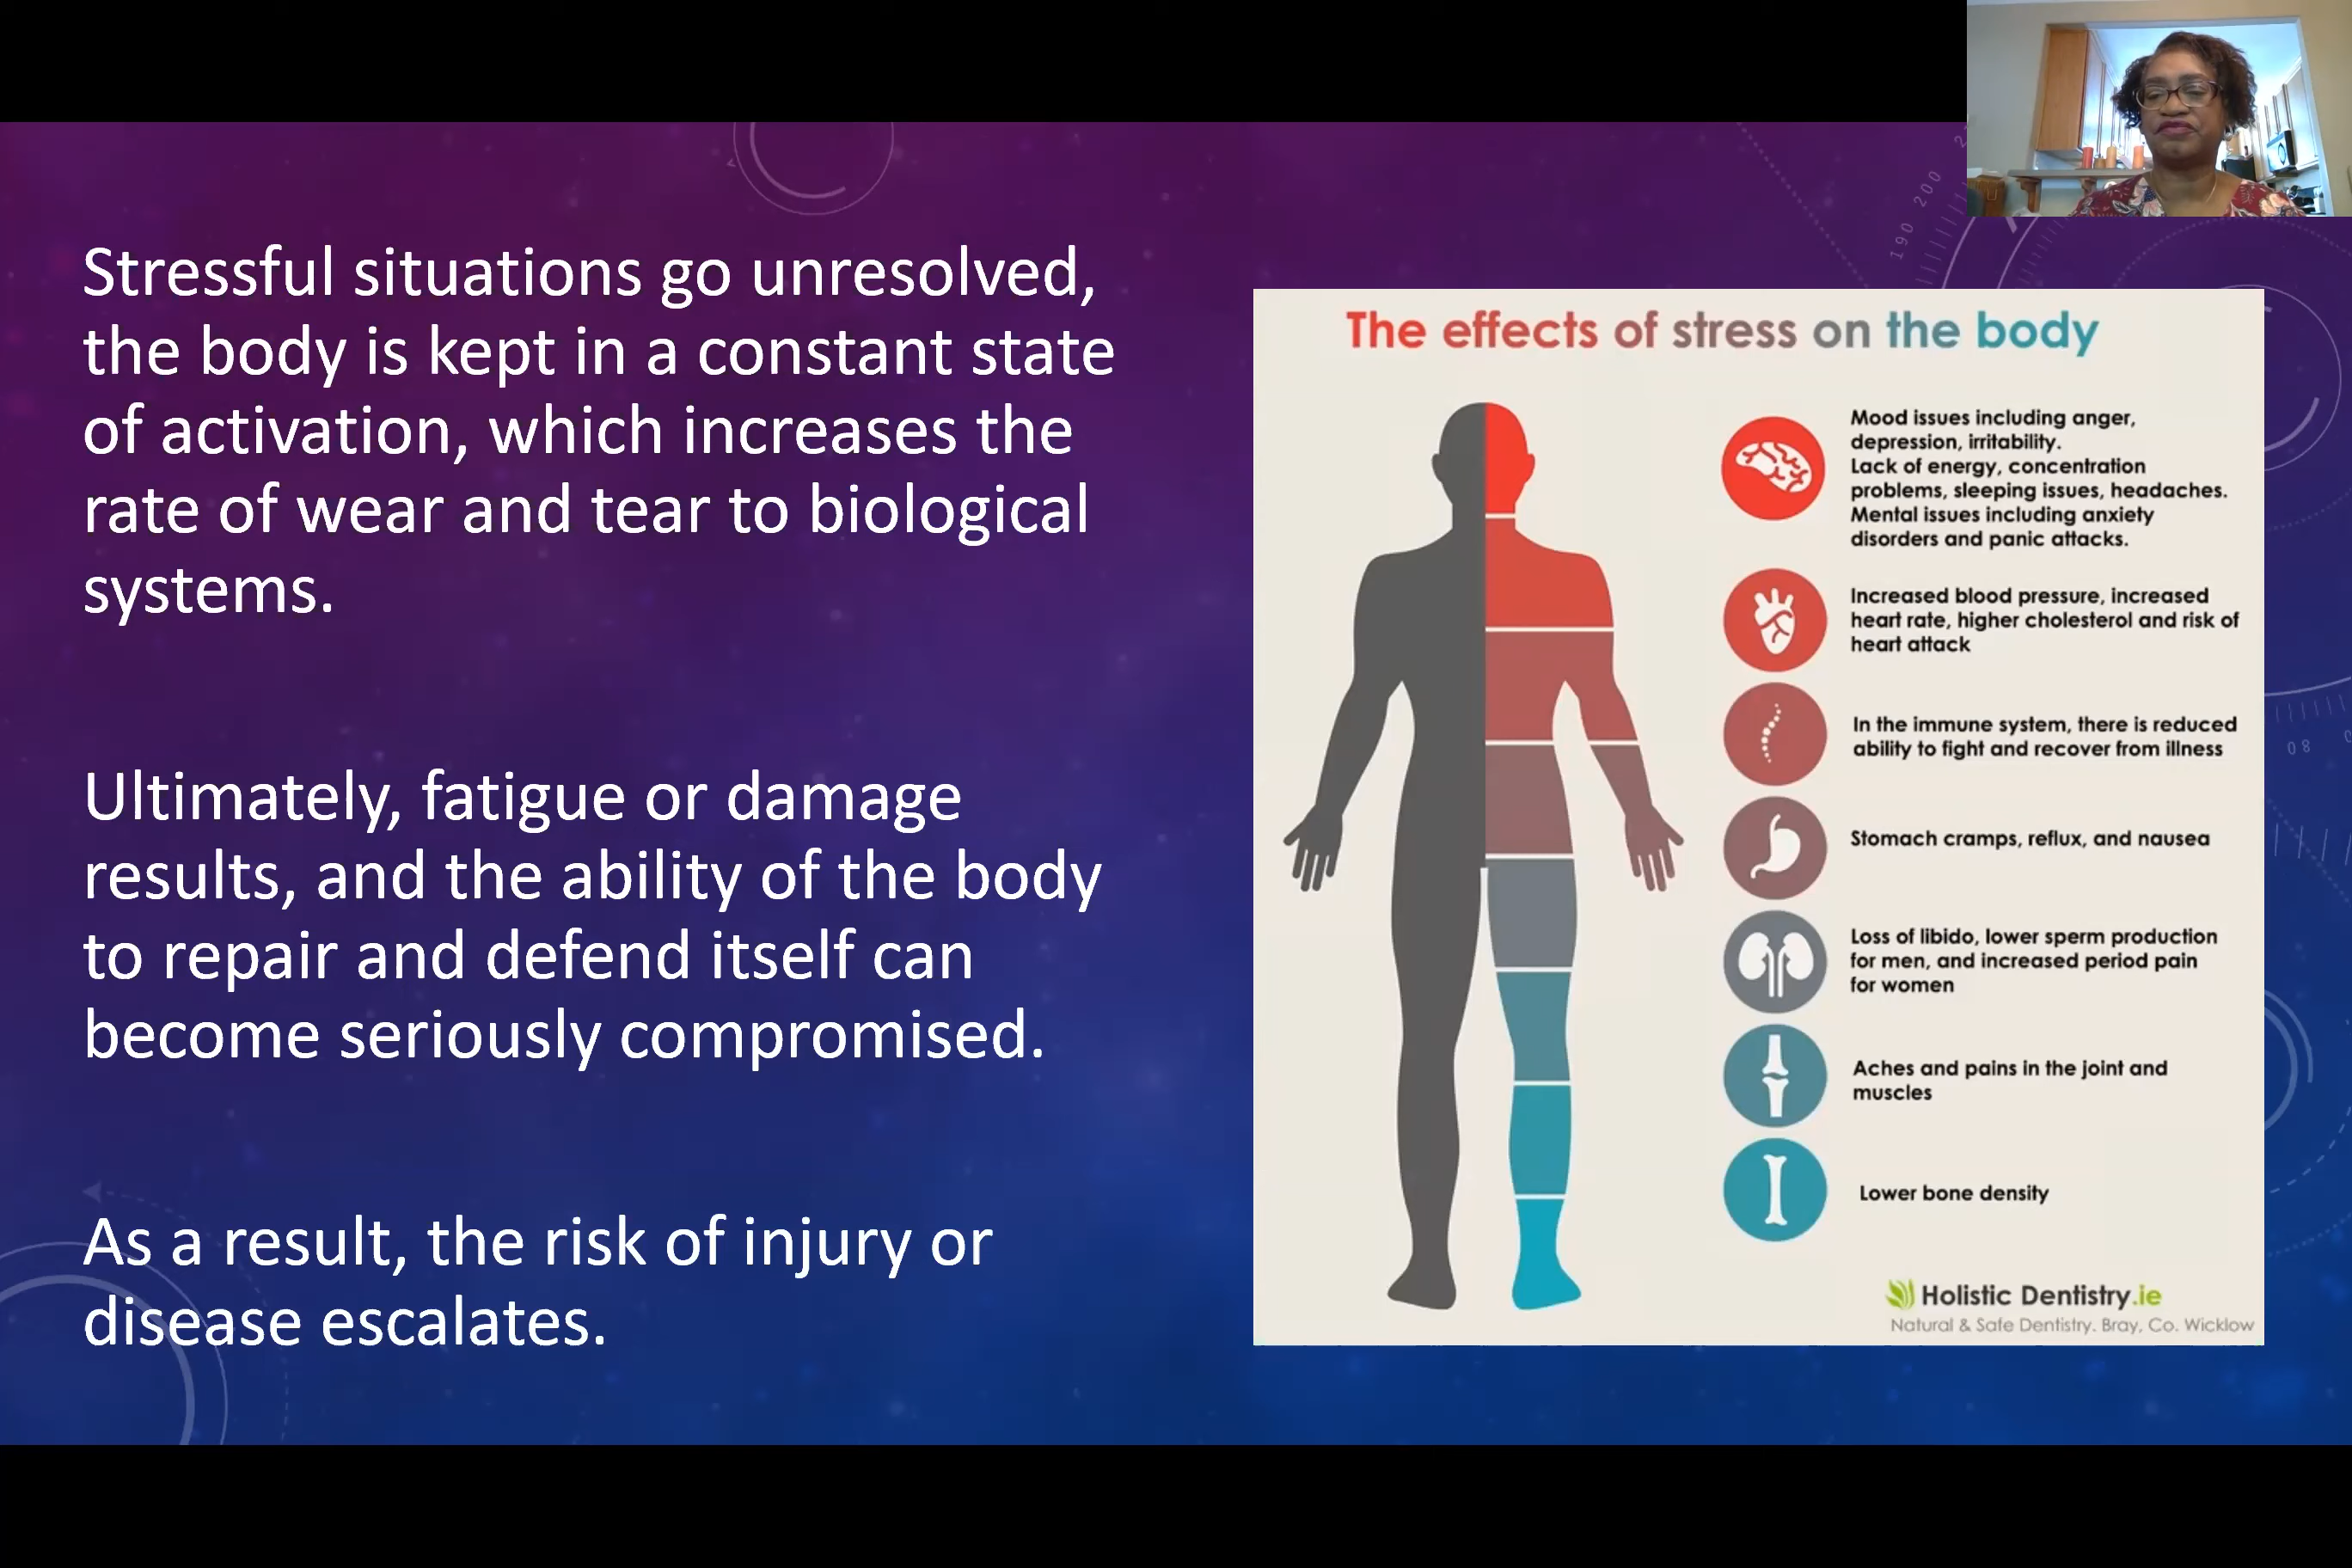 Stressful situations go unresolved,
the body is kept in a constant state
of activation, which increases the
rate of wear and tear to biological
systems.
Ultimately, fatigue or damage
results, and the ability of the body
to repair and defend itself can
become seriously compromised.
As a result, the risk of injury or
disease escalates.
The effects of stress on the body
Mood issues including anger,
depression, irritability.
Lack of energy, concentration
problems, sleeping issues, headaches.
Mental issues including anxiety
disorders and panic attacks.
Increased blood pressure, increased
heart rate, higher cholesterol and risk of
heart attack
In the immune system, there is reduced
ability to fight and recover from illness
Stomach cramps, reflux, and nausea
Loss of libido, lower sperm production
for men, and increased period pain
for women
Aches and pains in the joint and
muscles
Lower bone density
Holistic Dentistry.ie
Natural & Safe Dentistry. Bray, Co. Wicklow
190 200
80